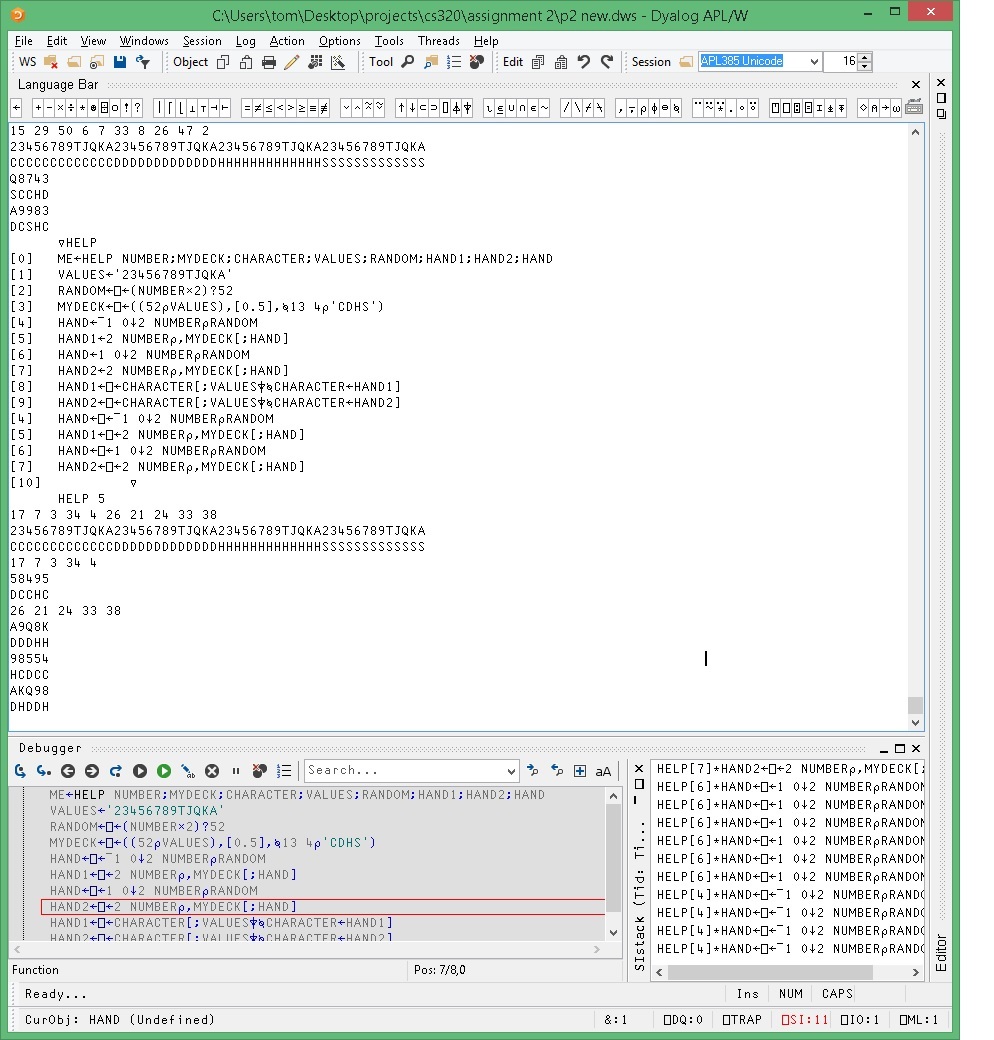 C:\Users\tom\Desktop\projects\cs320\assignment 2\p2 new.dws - Dyalog APL/W
File Edit View Windows Session Log Action Options Tools Threads Help
WS Object Tool Edit Session APL385 Unicode 16
Language Bar
15 29 50 6 7 33 8 26 47 2
23456789TJQKA23456789TJQKA23456789TJQKA23456789TJQKA
CCCCCCCCCCCCCDDDDDDDDDDDDDHHHHHHHHHHHHHSSSSSSSSSSSSS
Q8743
SCCHD
A9983
DCSHC
∇HELP
[0] ME←HELP NUMBER;MYDECK;CHARACTER;VALUES;RANDOM;HAND1;HAND2;HAND
[1] VALUES←'23456789TJQKA'
[2] RANDOM←⎕←(NUMBER×2)?52
[3] MYDECK←⎕←((52⍴VALUES),[0.5],⍉13 4⍴'CDHS')
[4] HAND←¯1 0↓2 NUMBER⍴RANDOM
[5] HAND1←2 NUMBER⍴,MYDECK[;HAND]
[6] HAND←1 0↓2 NUMBER⍴RANDOM
[7] HAND2←2 NUMBER⍴,MYDECK[;HAND]
[8] HAND1←⎕←CHARACTER[;VALUES⍒⍉CHARACTER←HAND1]
[9] HAND2←⎕←CHARACTER[;VALUES⍒⍉CHARACTER←HAND2]
[4] HAND←⎕←¯1 0↓2 NUMBER⍴RANDOM
[5] HAND1←⎕←2 NUMBER⍴,MYDECK[;HAND]
[6] HAND←⎕←1 0↓2 NUMBER⍴RANDOM
[7] HAND2←⎕←2 NUMBER⍴,MYDECK[;HAND]
[10] ∇
HELP 5
17 7 3 34 4 26 21 24 33 38
23456789TJQKA23456789TJQKA23456789TJQKA23456789TJQKA
CCCCCCCCCCCCCDDDDDDDDDDDDDHHHHHHHHHHHHHSSSSSSSSSSSSS
17 7 3 34 4
58495
DCCHC
26 21 24 33 38
A9Q8K
DDDHH
98554
HCDCC
AKQ98
DHDDH
Debugger
Search... aA
ME←HELP NUMBER;MYDECK;CHARACTER;VALUES;RANDOM;HAND1;HAND2;HAND
VALUES←'23456789TJQKA'
RANDOM←⎕←(NUMBER×2)?52
MYDECK←⎕←((52⍴VALUES),[0.5],⍉13 4⍴'CDHS')
HAND←⎕←¯1 0↓2 NUMBER⍴RANDOM
HAND1←⎕←2 NUMBER⍴,MYDECK[;HAND]
HAND←⎕←1 0↓2 NUMBER⍴RANDOM
HAND2←⎕←2 NUMBER⍴,MYDECK[;HAND]
HAND1←⎕←CHARACTER[;VALUES⍒⍉CHARACTER←HAND1]
HAND2←⎕←CHARACTER[;VALUES⍒⍉CHARACTER←HAND2]
SIstack (Tid: Ti...
HELP[7]*HAND2←⎕←2 NUMBER⍴,MYDECK[;
HELP[6]*HAND←⎕←1 0↓2 NUMBER⍴RANDO
HELP[6]*HAND←⎕←1 0↓2 NUMBER⍴RANDO
HELP[6]*HAND←⎕←1 0↓2 NUMBER⍴RANDO
HELP[6]*HAND←⎕←1 0↓2 NUMBER⍴RANDO
HELP[6]*HAND←⎕←1 0↓2 NUMBER⍴RANDO
HELP[6]*HAND←⎕←1 0↓2 NUMBER⍴RANDO
HELP[4]*HAND←⎕←¯1 0↓2 NUMBER⍴RAND
HELP[4]*HAND←⎕←¯1 0↓2 NUMBER⍴RAND
HELP[4]*HAND←⎕←¯1 0↓2 NUMBER⍴RAND
HELP[4]*HAND←⎕←¯1 0↓2 NUMBER⍴RAND
Editor
Function Pos: 7/8,0
Ready... Ins NUM CAPS
CurObj: HAND (Undefined) &:1 ⎕DQ:0 ⎕TRAP ⎕SI:11 ⎕IO:1 ⎕ML:1